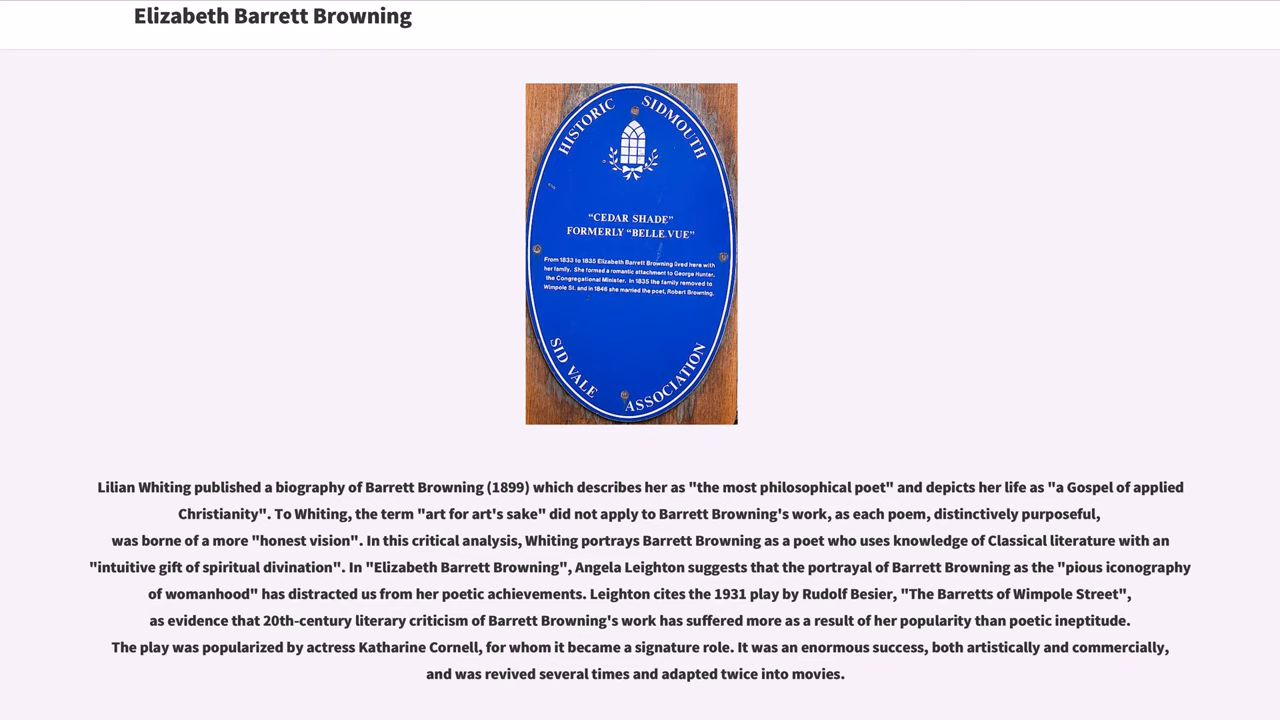 Elizabeth Barrett Browning
HISTORIC SIDMOUTH
"CEDAR SHADE"
FORMERLY "BELLE VUE"
From 1833 to 1835 Elizabeth Barrett Browning lived here with
her family. She formed a romantic attachment to George Hunter,
the Congregational Minister. In 1835 the family removed to
Wimpole St. and in 1846 she married the poet, Robert Browning.
SID VALE ASSOCIATION
Lilian Whiting published a biography of Barrett Browning (1899) which describes her as "the most philosophical poet" and depicts her life as "a Gospel of applied
Christianity". To Whiting, the term "art for art's sake" did not apply to Barrett Browning's work, as each poem, distinctively purposeful,
was borne of a more "honest vision". In this critical analysis, Whiting portrays Barrett Browning as a poet who uses knowledge of Classical literature with an
"intuitive gift of spiritual divination". In "Elizabeth Barrett Browning", Angela Leighton suggests that the portrayal of Barrett Browning as the "pious iconography
of womanhood" has distracted us from her poetic achievements. Leighton cites the 1931 play by Rudolf Besier, "The Barretts of Wimpole Street",
as evidence that 20th-century literary criticism of Barrett Browning's work has suffered more as a result of her popularity than poetic ineptitude.
The play was popularized by actress Katharine Cornell, for whom it became a signature role. It was an enormous success, both artistically and commercially,
and was revived several times and adapted twice into movies.